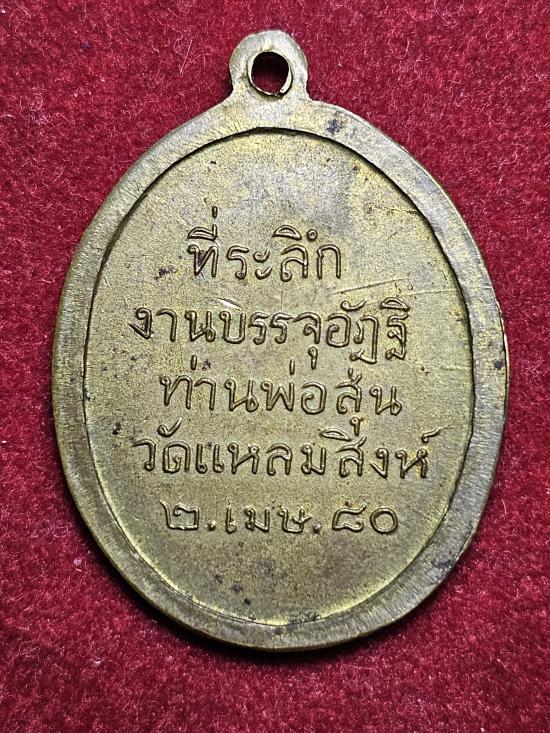 ที่ระลึก
งานบรรจุอัฏฐิ
ท่านพ่อสุ่น
วัดแหลมสิงห์
๒.เมษ.๘๐